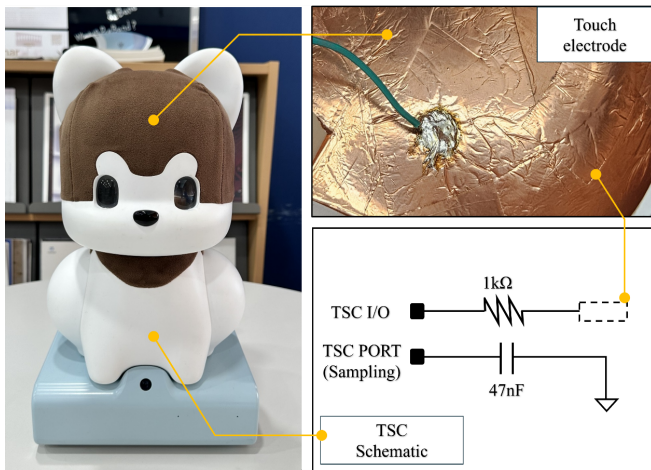 Touch
electrode
1kΩ
TSC I/O
TSC PORT
(Sampling)
47nF
TSC
Schematic